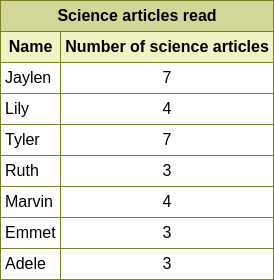 Science articles read
Name Number of science articles
Jaylen 7
Lily 4
Tyler 7
Ruth 3
Marvin 4
Emmet 3
Adele 3